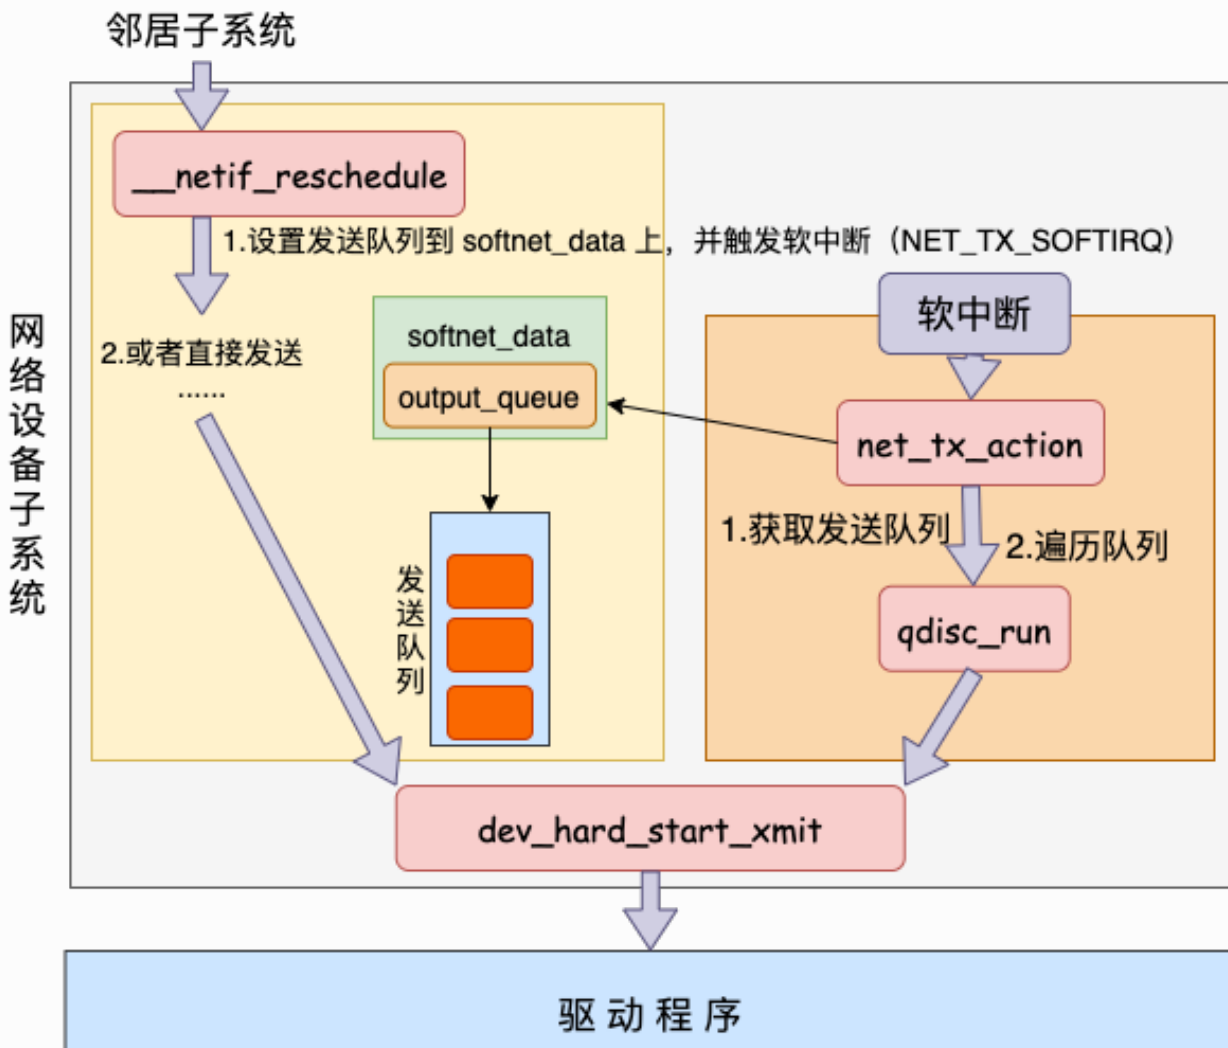 邻居子系统
__netif_reschedule
1.设置发送队列到 softnet_data 上，并触发软中断（NET_TX_SOFTIRQ）
网络设备子系统
2.或者直接发送
......
softnet_data
output_queue
发送队列
软中断
net_tx_action
1.获取发送队列
2.遍历队列
qdisc_run
dev_hard_start_xmit
驱动程序